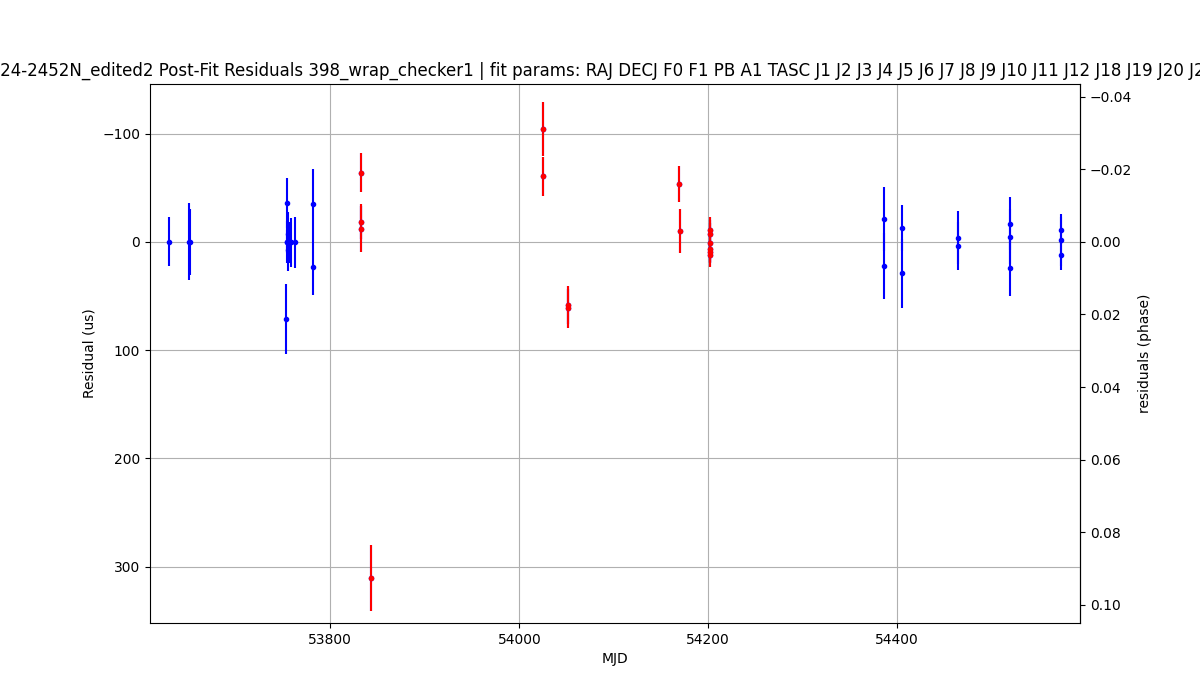 24-2452N_edited2 Post-Fit Residuals 398_wrap_checker1 | fit params: RAJ DECJ F0 F1 PB A1 TASC J1 J2 J3 J4 J5 J6 J7 J8 J9 J10 J11 J12 J18 J19 J20
−100
0
100
200
300
Residual (us)
−0.04
−0.02
0.00
0.02
0.04
0.06
0.08
0.10
residuals (phase)
53800 54000 54200 54400
MJD